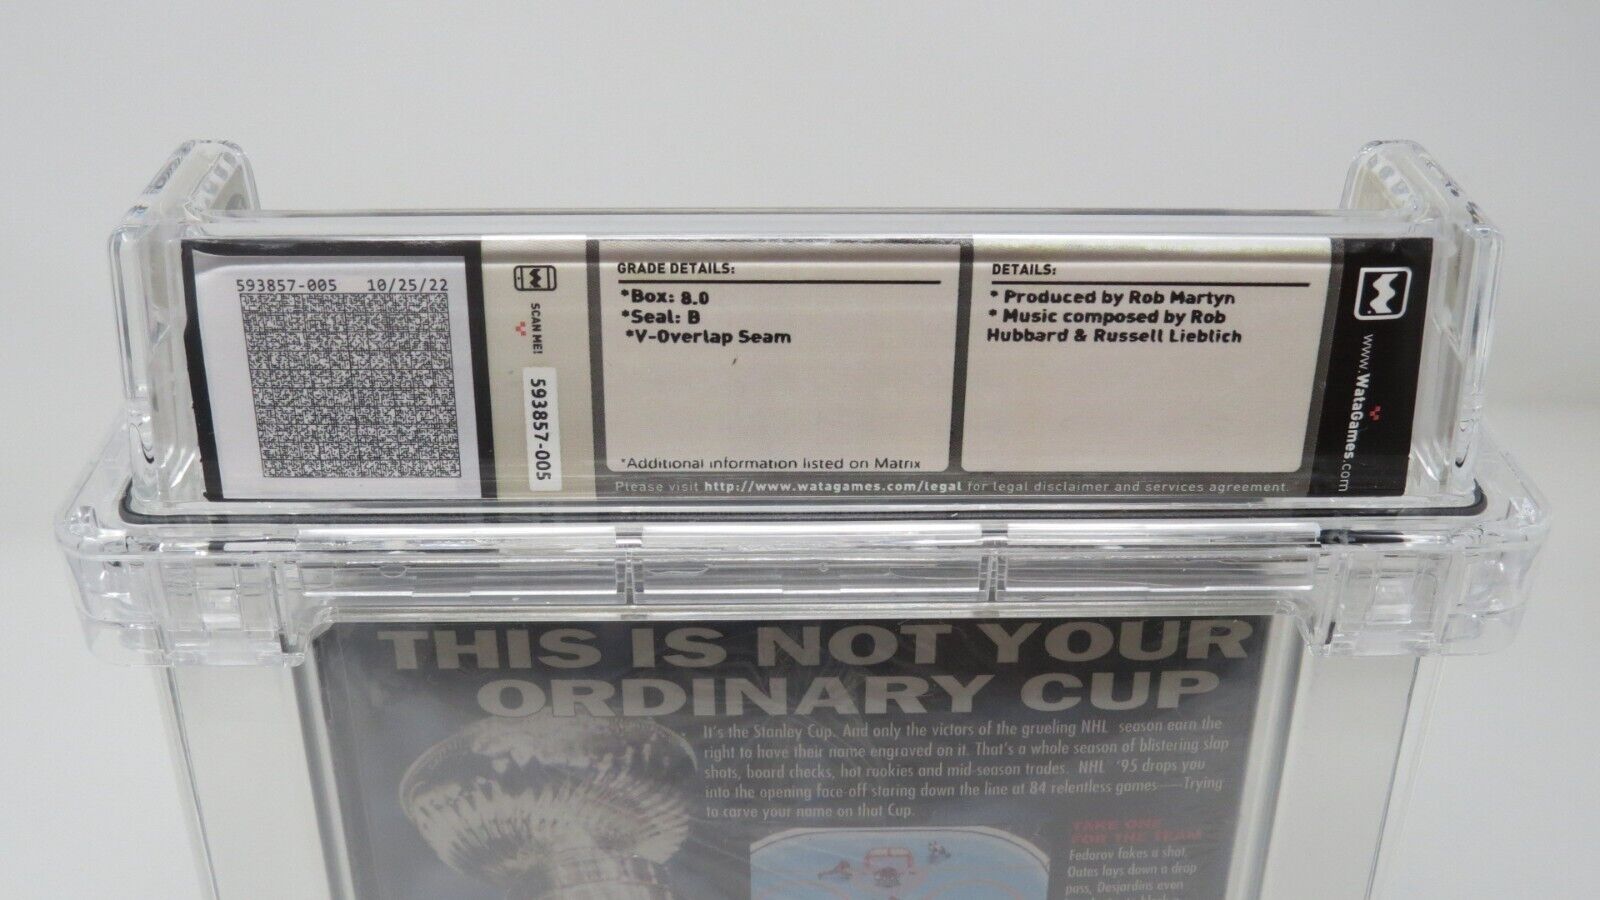 593857-005 10/25/22
SCAN ME!
593857-005
GRADE DETAILS:
*Box: 8.0
*Seal: B
*V-Overlap Seam
*Additional information listed on Matrix
DETAILS:
* Produced by Rob Martyn
* Music composed by Rob
Hubbard & Russell Lieblich
Please visit http://www.watagames.com/legal for legal disclaimer and services agreement.
www.WataGames.com
THIS IS NOT YOUR
ORDINARY CUP
It's the Stanley Cup. And only the victors of the grueling NHL season earn the
right to have their name engraved on it. That's a whole season of blistering slap
shots, board checks, hot rookies and mid-season trades. NHL '95 drops you
into the opening face-off staring down the line at 84 relentless games—Trying
to carve your name on that Cup.
TAKE ONE
FOR THE TEAM
Fedorov fakes a shot,
Oates lays down a drop
pass, Desjardins even